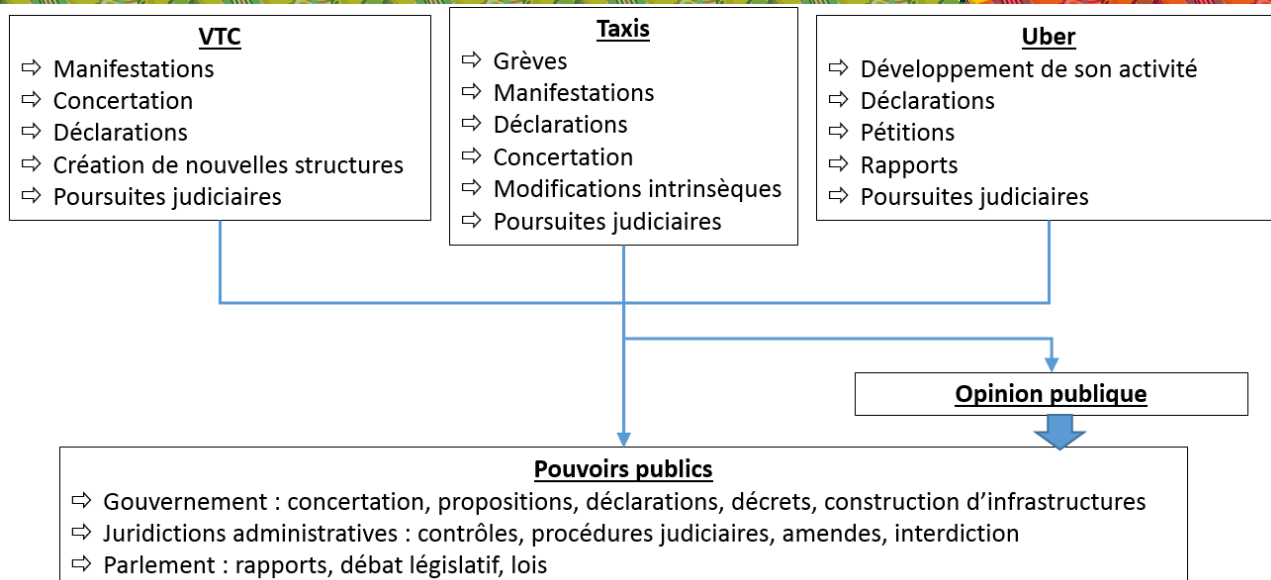 VTC
⇨ Manifestations
⇨ Concertation
⇨ Déclarations
⇨ Création de nouvelles structures
⇨ Poursuites judiciaires
Taxis
⇨ Grèves
⇨ Manifestations
⇨ Déclarations
⇨ Concertation
⇨ Modifications intrinsèques
⇨ Poursuites judiciaires
Uber
⇨ Développement de son activité
⇨ Déclarations
⇨ Pétitions
⇨ Rapports
⇨ Poursuites judiciaires
Opinion publique
Pouvoirs publics
⇨ Gouvernement : concertation, propositions, déclarations, décrets, construction d’infrastructures
⇨ Juridictions administratives : contrôles, procédures judiciaires, amendes, interdiction
⇨ Parlement : rapports, débat législatif, lois